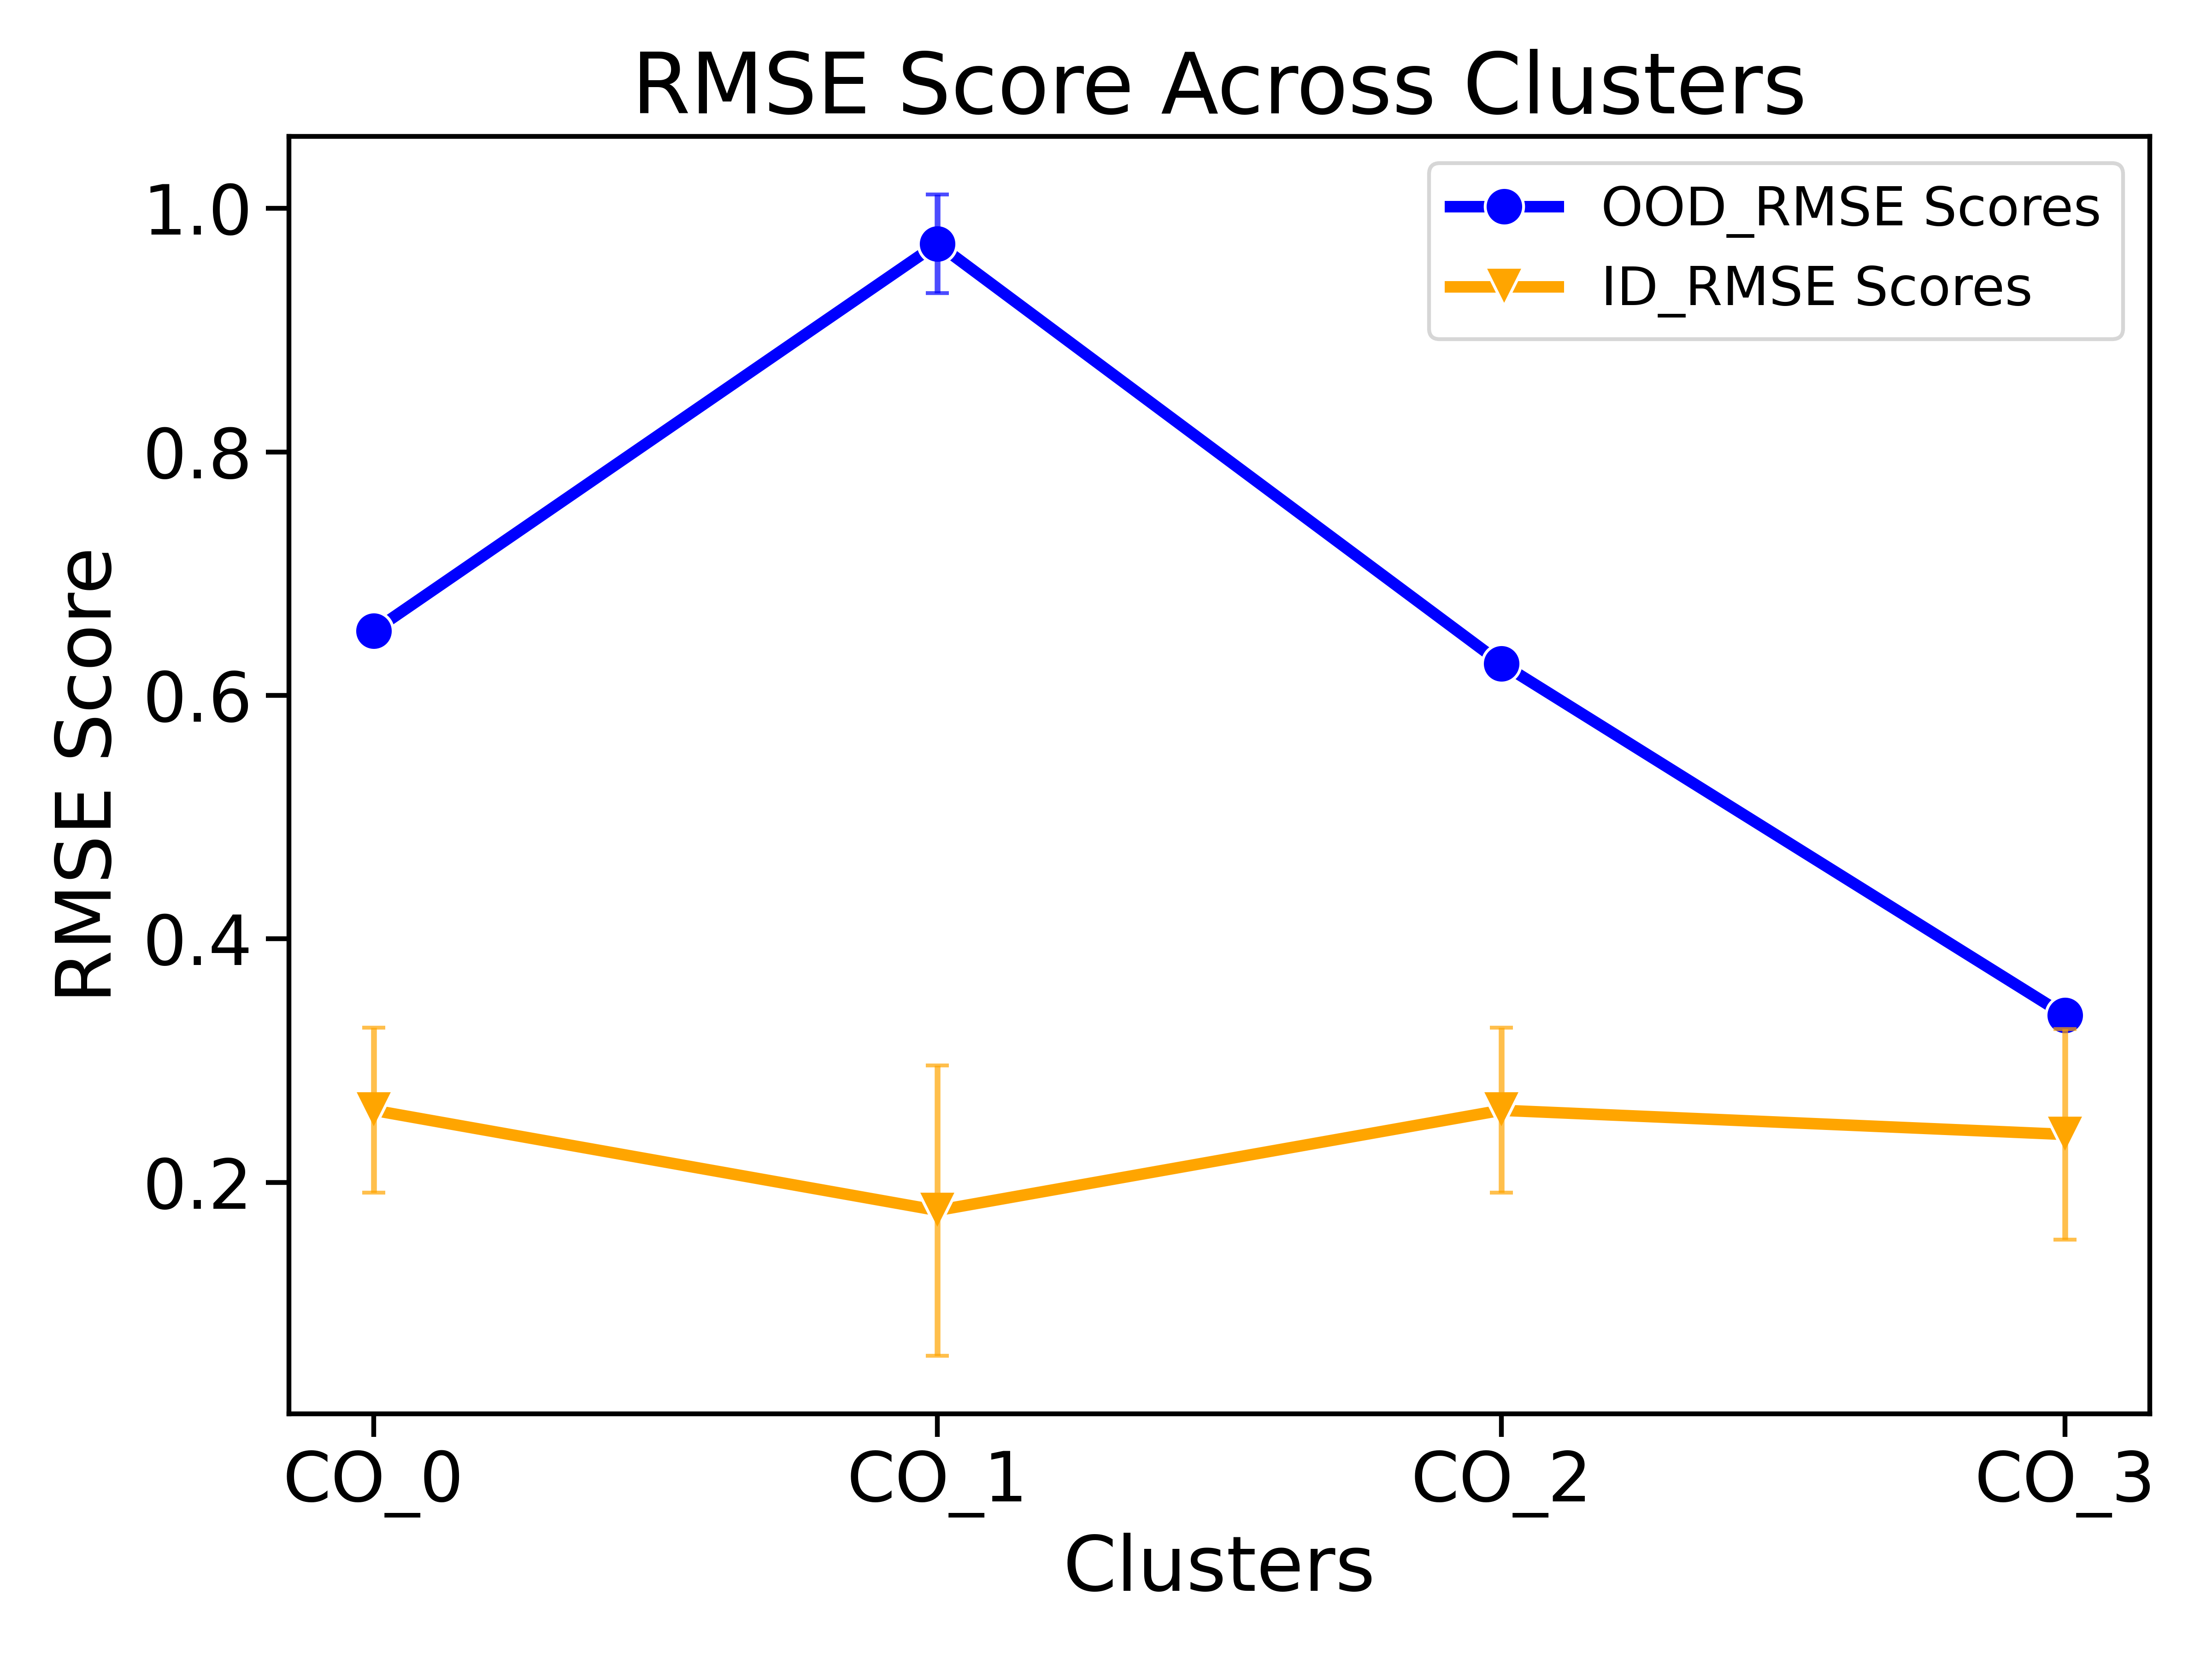 RMSE Score Across Clusters
OOD_RMSE Scores
ID_RMSE Scores
RMSE Score
1.0
0.8
0.6
0.4
0.2
CO_0
CO_1
CO_2
CO_3
Clusters